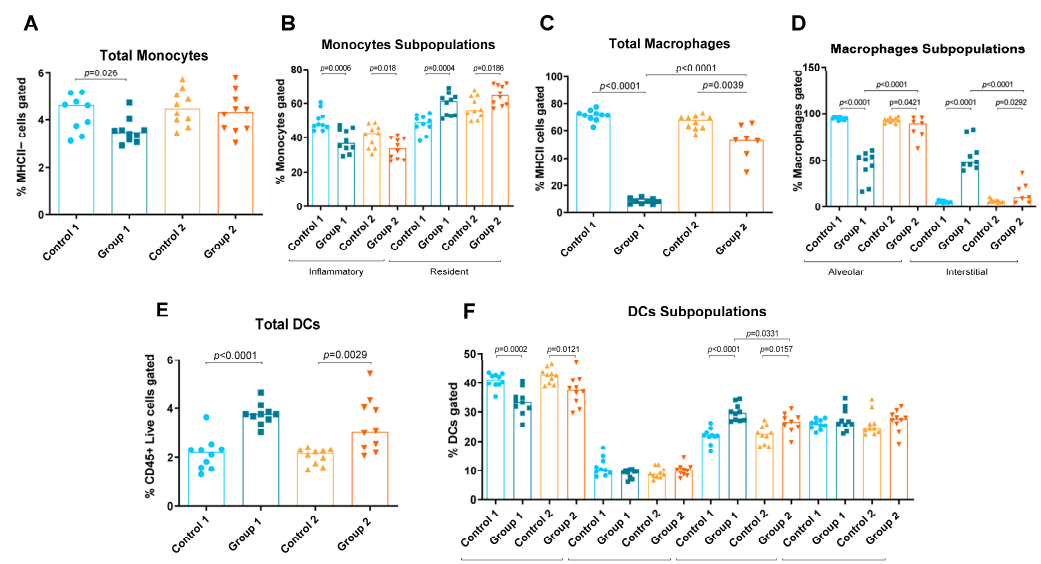 A
Total Monocytes
% MHCII– cells gated
6
4
2
0
p=0.026
Control 1
Group 1
Control 2
Group 2
B
Monocytes Subpopulations
% Monocytes gated
80
60
40
20
0
p=0.0006
p=0.018
p=0.0004
p=0.0186
Control 1
Group 1
Control 2
Group 2
Control 1
Group 1
Control 2
Group 2
Inflammatory
Resident
C
Total Macrophages
% MHCII cells gated
100
80
60
40
20
0
p<0.0001
p<0.0001
p=0.0039
Control 1
Group 1
Control 2
Group 2
D
Macrophages Subpopulations
% Macrophages gated
150
100
50
0
p<0.0001
p<0.0001
p<0.0001
p=0.0421
p<0.0001
p=0.0292
Control 1
Group 1
Control 2
Group 2
Control 1
Group 1
Control 2
Group 2
Alveolar
Interstitial
E
Total DCs
% CD45+ Live cells gated
6
4
2
0
p<0.0001
p=0.0029
Control 1
Group 1
Control 2
Group 2
F
DCs Subpopulations
% DCs gated
50
40
30
20
10
0
p=0.0002
p=0.0121
p=0.0331
p<0.0001
p=0.0157
Control 1
Group 1
Control 2
Group 2
Control 1
Group 1
Control 2
Group 2
Control 1
Group 1
Control 2
Group 2
Control 1
Group 1
Control 2
Group 2